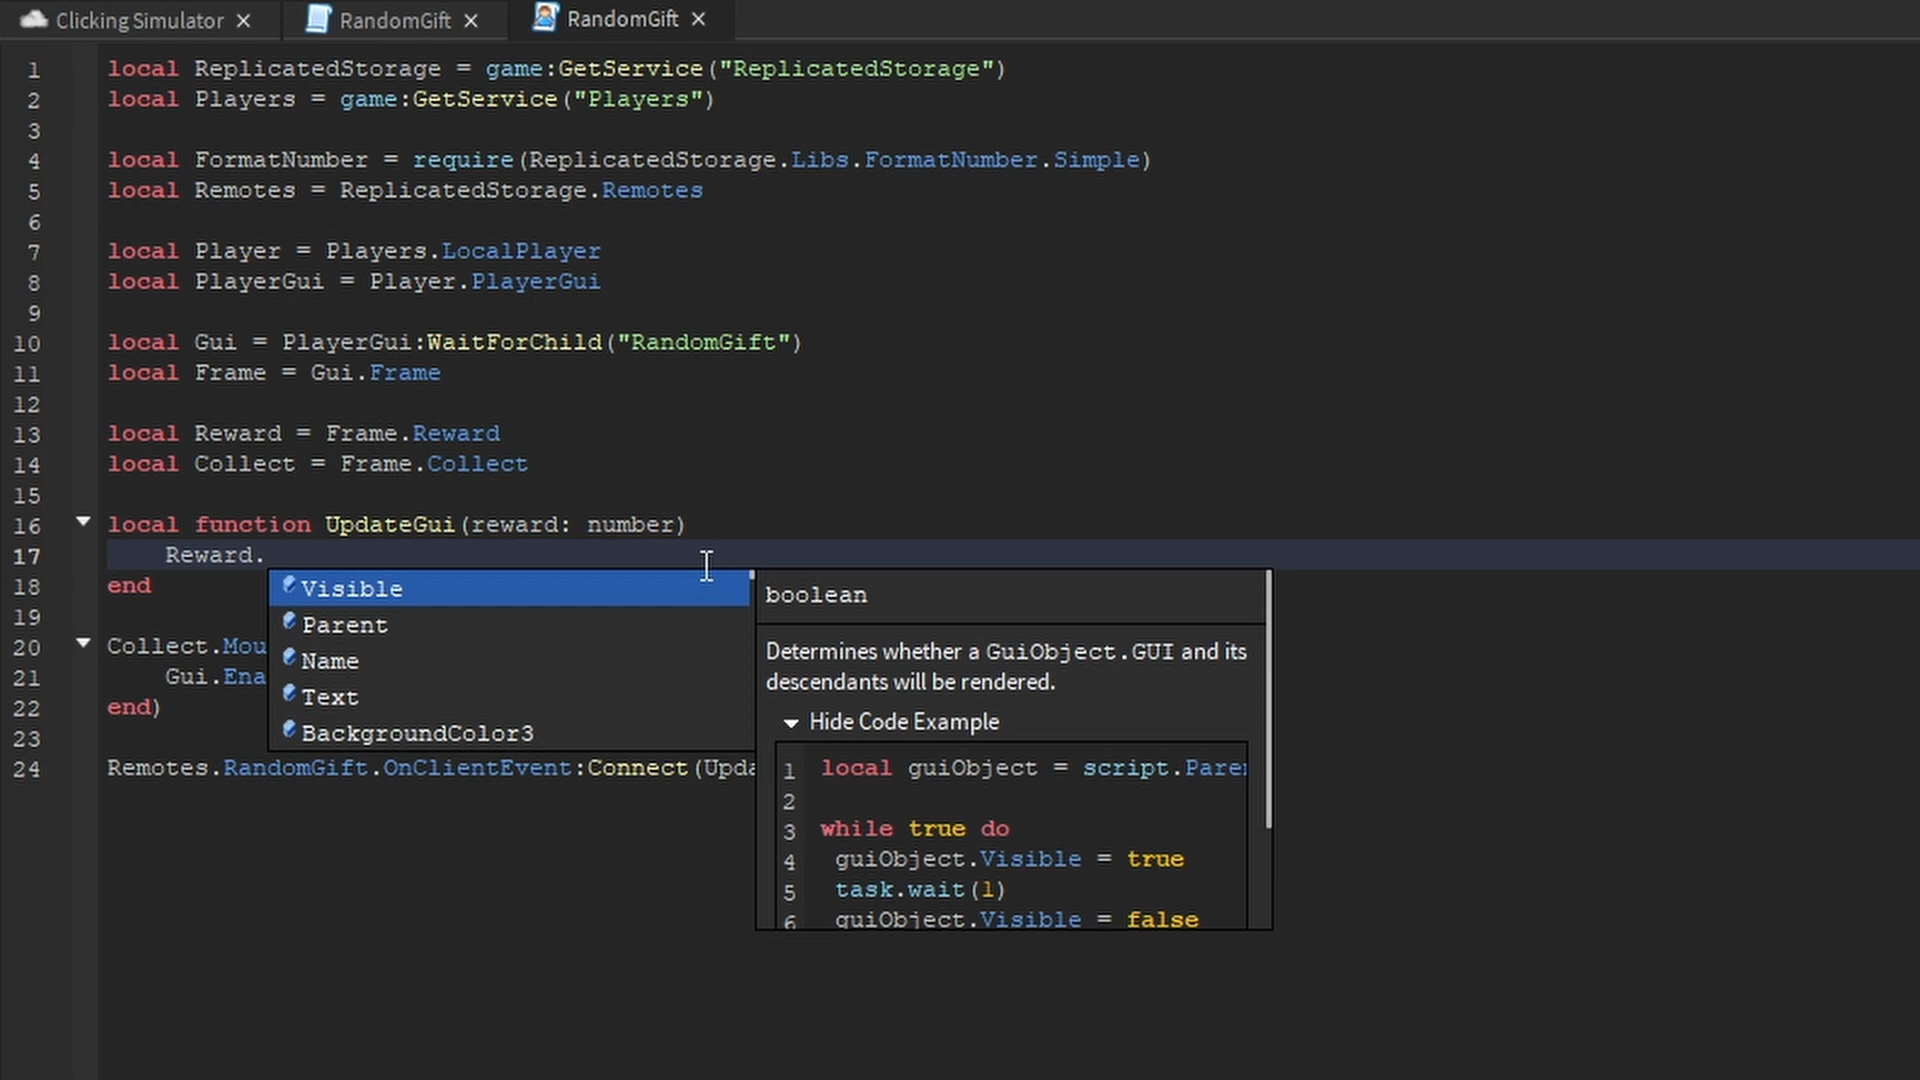 Clicking Simulator × RandomGift × RandomGift ×
1 local ReplicatedStorage = game:GetService("ReplicatedStorage")
2 local Players = game:GetService("Players")
3
4 local FormatNumber = require(ReplicatedStorage.Libs.FormatNumber.Simple)
5 local Remotes = ReplicatedStorage.Remotes
6
7 local Player = Players.LocalPlayer
8 local PlayerGui = Player.PlayerGui
9
10 local Gui = PlayerGui:WaitForChild("RandomGift")
11 local Frame = Gui.Frame
12
13 local Reward = Frame.Reward
14 local Collect = Frame.Collect
15
16 local function UpdateGui(reward: number)
17 Reward.
18 end
19
20 Collect.Mou
21 Gui.Ena
22 end)
23
24 Remotes.RandomGift.OnClientEvent:Connect(Upda
Visible
Parent
Name
Text
BackgroundColor3
boolean
Determines whether a GuiObject.GUI and its
descendants will be rendered.
Hide Code Example
1 local guiObject = script.Paren
2
3 while true do
4 guiObject.Visible = true
5 task.wait(1)
6 guiObject.Visible = false